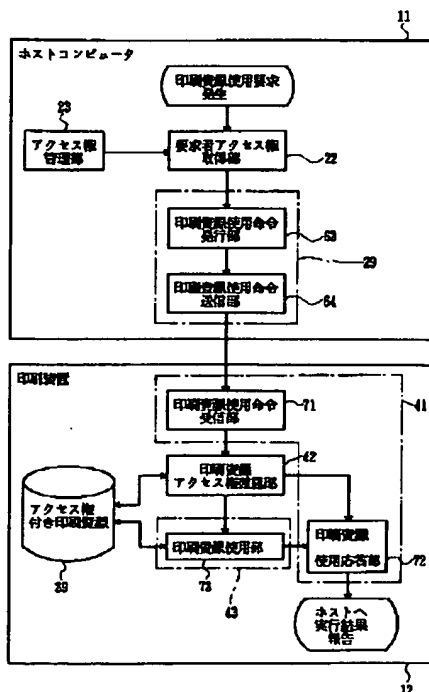 11
ホストコンピュータ
印刷資源使用要求
発生
23
アクセス権
管理部
要求者アクセス権
取得部
22
印刷資源使用命令
発行部
63
29
印刷資源使用命令
送信部
64
印刷装置
印刷資源使用命令
受信部
71
41
42
印刷資源
アクセス権確認部
アクセス権
付き印刷資源
39
印刷資源使用部
73
43
印刷資源
使用応答部
72
ホストへ
実行結果
報告
12